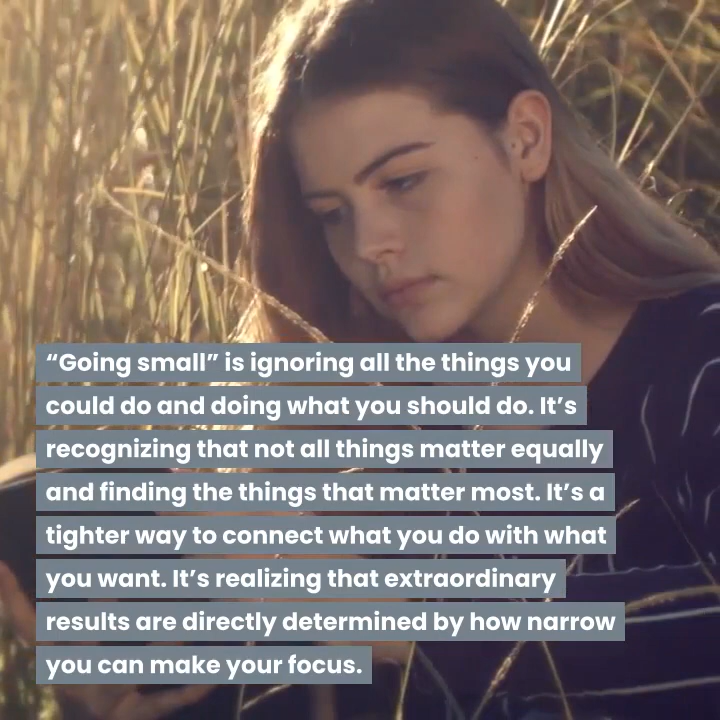 “Going small” is ignoring all the things you
could do and doing what you should do. It’s
recognizing that not all things matter equally
and finding the things that matter most. It’s a
tighter way to connect what you do with what
you want. It’s realizing that extraordinary
results are directly determined by how narrow
you can make your focus.